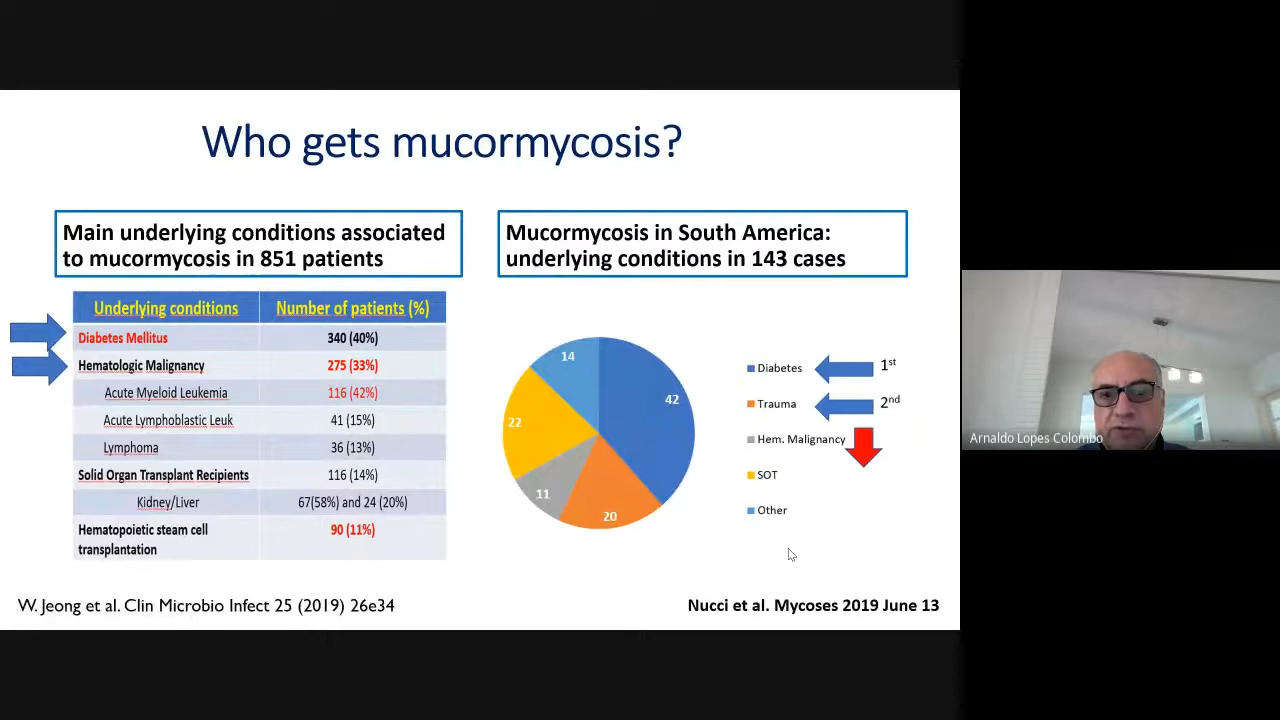 Who gets mucormycosis?
Main underlying conditions associated
to mucormycosis in 851 patients
Underlying conditions Number of patients (%)
Diabetes Mellitus 340 (40%)
Hematologic Malignancy 275 (33%)
Acute Myeloid Leukemia 116 (42%)
Acute Lymphoblastic Leuk 41 (15%)
Lymphoma 36 (13%)
Solid Organ Transplant Recipients 116 (14%)
Kidney/Liver 67(58%) and 24 (20%)
Hematopoietic steam cell 90 (11%)
transplantation
W. Jeong et al. Clin Microbio Infect 25 (2019) 26e34
Mucormycosis in South America:
underlying conditions in 143 cases
14
42
22
11
20
Diabetes 1st
Trauma 2nd
Hem. Malignancy
SOT
Other
Nucci et al. Mycoses 2019 June 13
Arnaldo Lopes Colombo